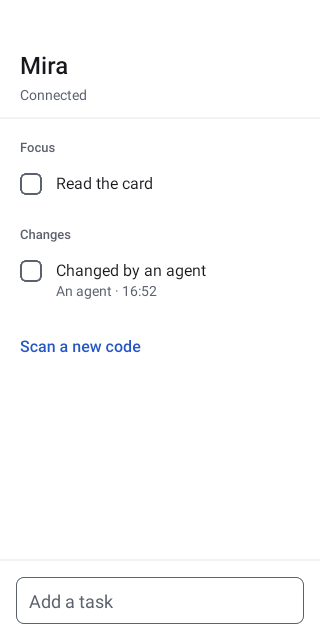 Mira
Connected
Focus
Read the card
Changes
Changed by an agent
An agent · 16:52
Scan a new code
Add a task